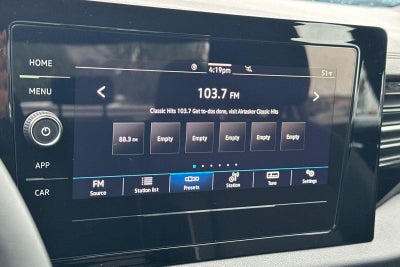 HOME
MENU
APP
CAR
4:19pm
51°F
103.7 FM
Classic Hits 103.7 Get to-dos done, visit Airtasker Classic Hits
88.3 FM
Empty
Empty
Empty
Empty
Empty
FM
Source
Station list
Presets
Station
Tune
Settings